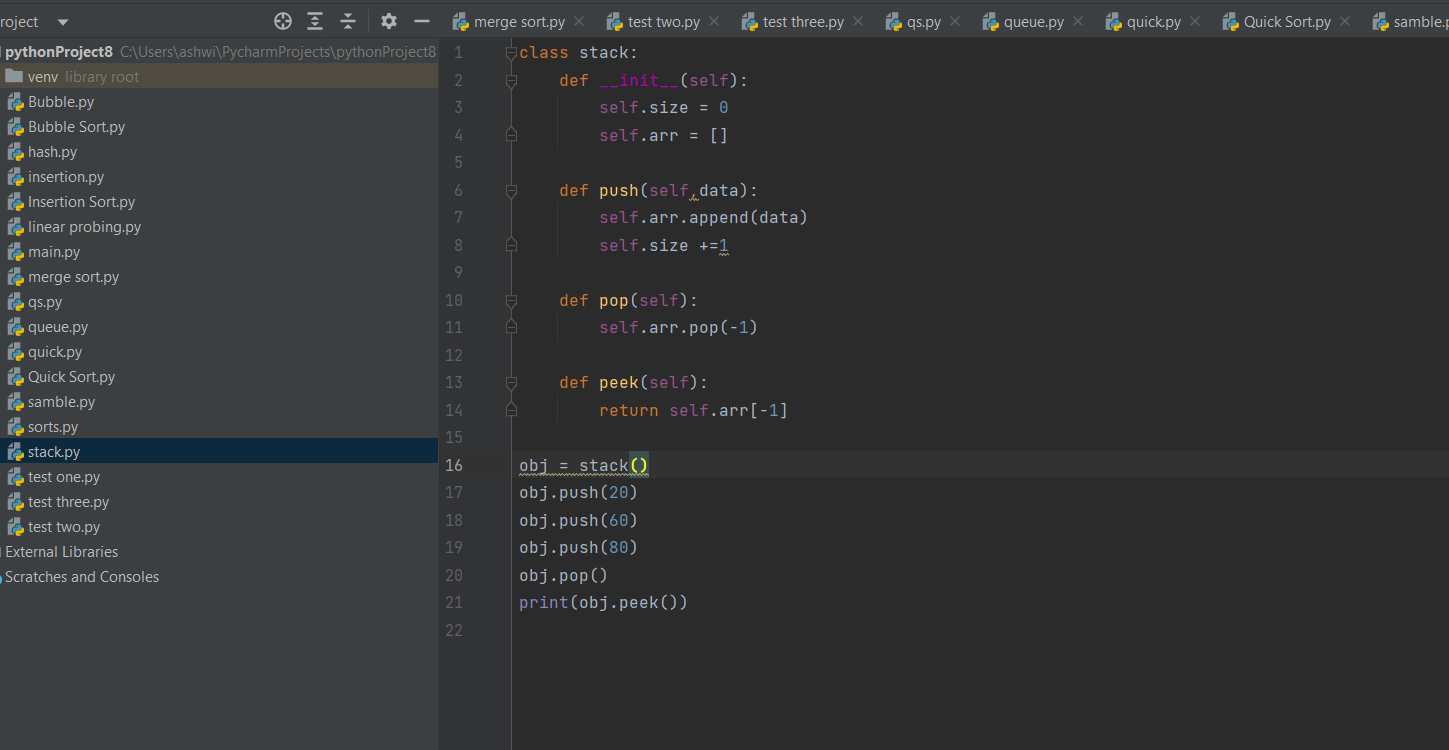 roject
merge sort.py
test two.py
test three.py
qs.py
queue.py
quick.py
Quick Sort.py
samble.p
pythonProject8 C:\Users\ashwi\PycharmProjects\pythonProject8
venv library root
Bubble.py
Bubble Sort.py
hash.py
insertion.py
Insertion Sort.py
linear probing.py
main.py
merge sort.py
qs.py
queue.py
quick.py
Quick Sort.py
samble.py
sorts.py
stack.py
test one.py
test three.py
test two.py
External Libraries
Scratches and Consoles
1 class stack:
2     def __init__(self):
3         self.size = 0
4         self.arr = []
5
6     def push(self,data):
7         self.arr.append(data)
8         self.size +=1
9
10     def pop(self):
11         self.arr.pop(-1)
12
13     def peek(self):
14         return self.arr[-1]
15
16 obj = stack()
17 obj.push(20)
18 obj.push(60)
19 obj.push(80)
20 obj.pop()
21 print(obj.peek())
22